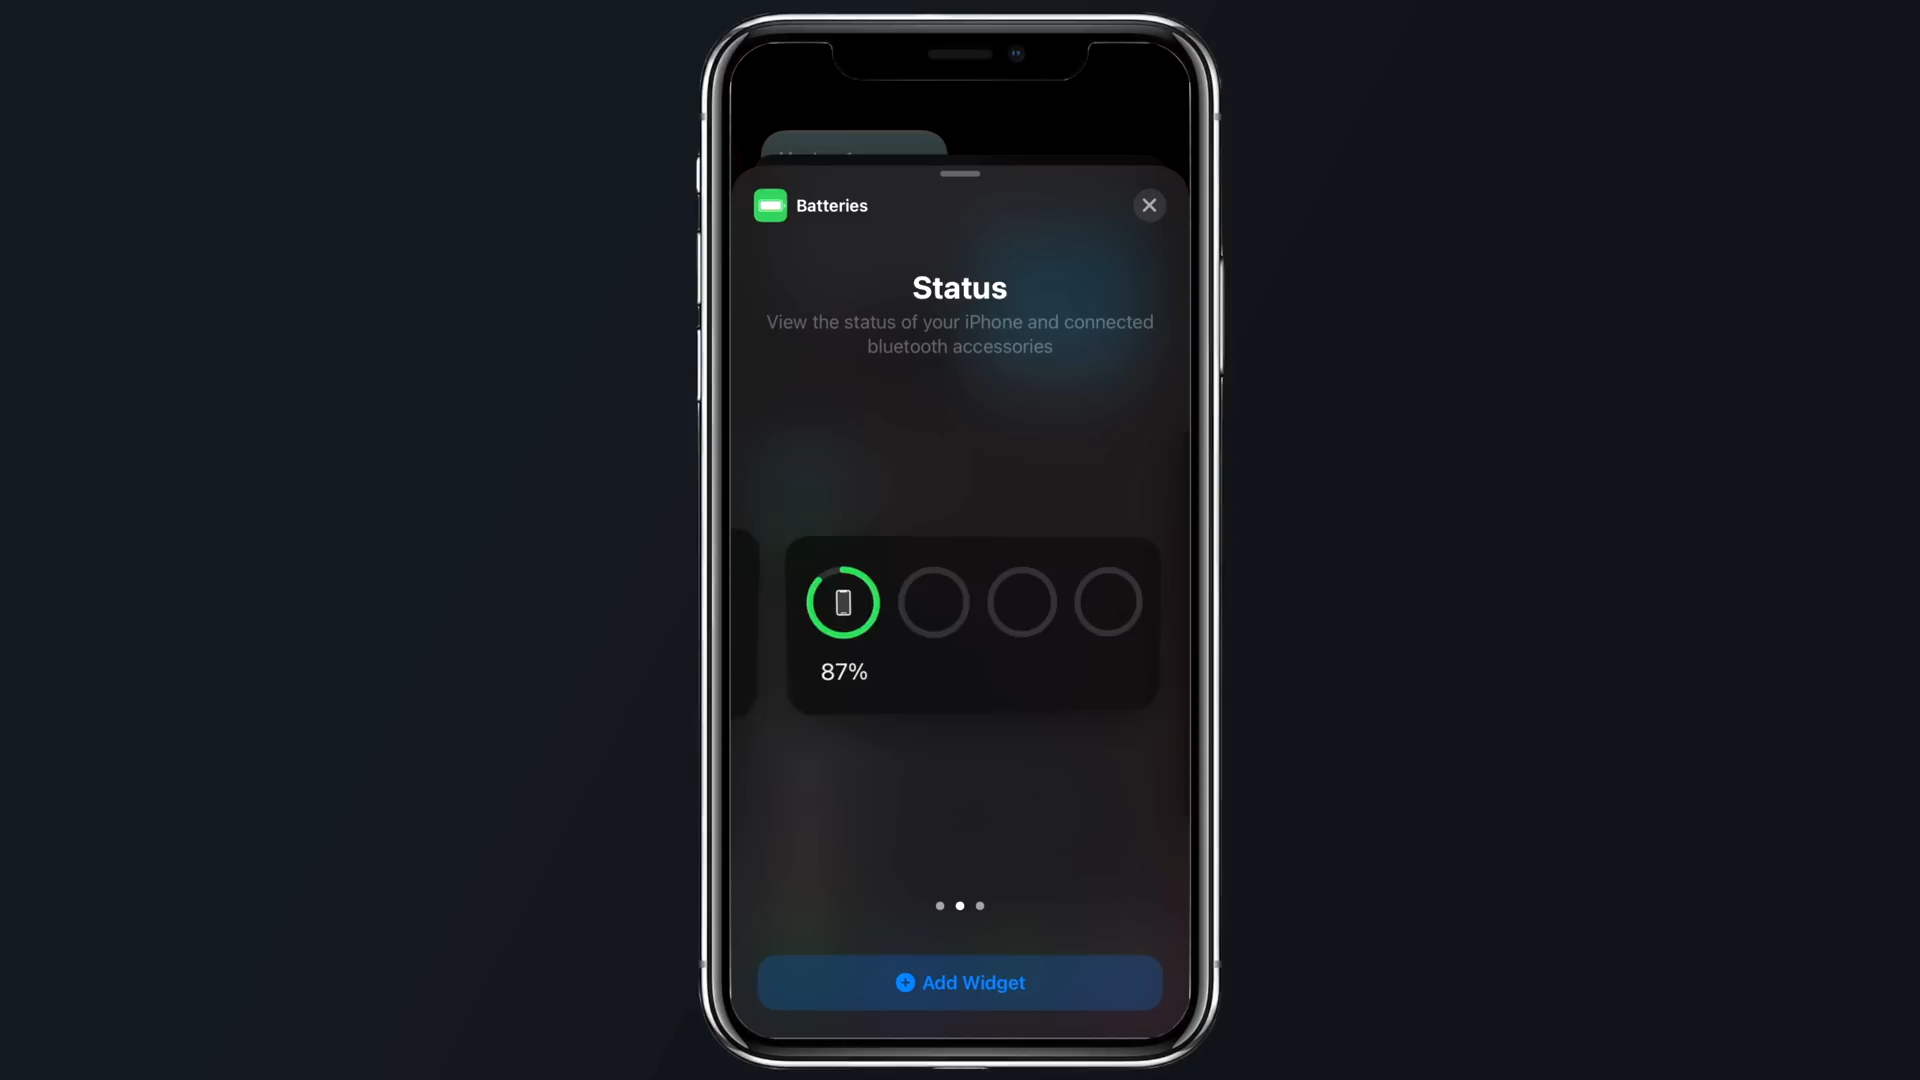 Batteries
Status
View the status of your iPhone and connected
bluetooth accessories
87%
Add Widget